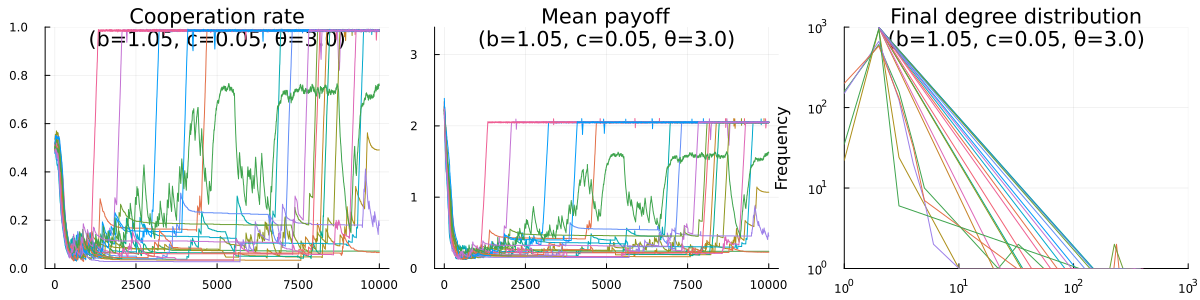 Cooperation rate
(b=1.05, c=0.05, θ=3.0)
1.0
0.8
0.6
0.4
0.2
0.0
0 2500 5000 7500 10000
Mean payoff
(b=1.05, c=0.05, θ=3.0)
3
2
1
0
0 2500 5000 7500 10000
Final degree distribution
(b=1.05, c=0.05, θ=3.0)
Frequency
10³
10²
10¹
10⁰
10⁰ 10¹ 10² 10³